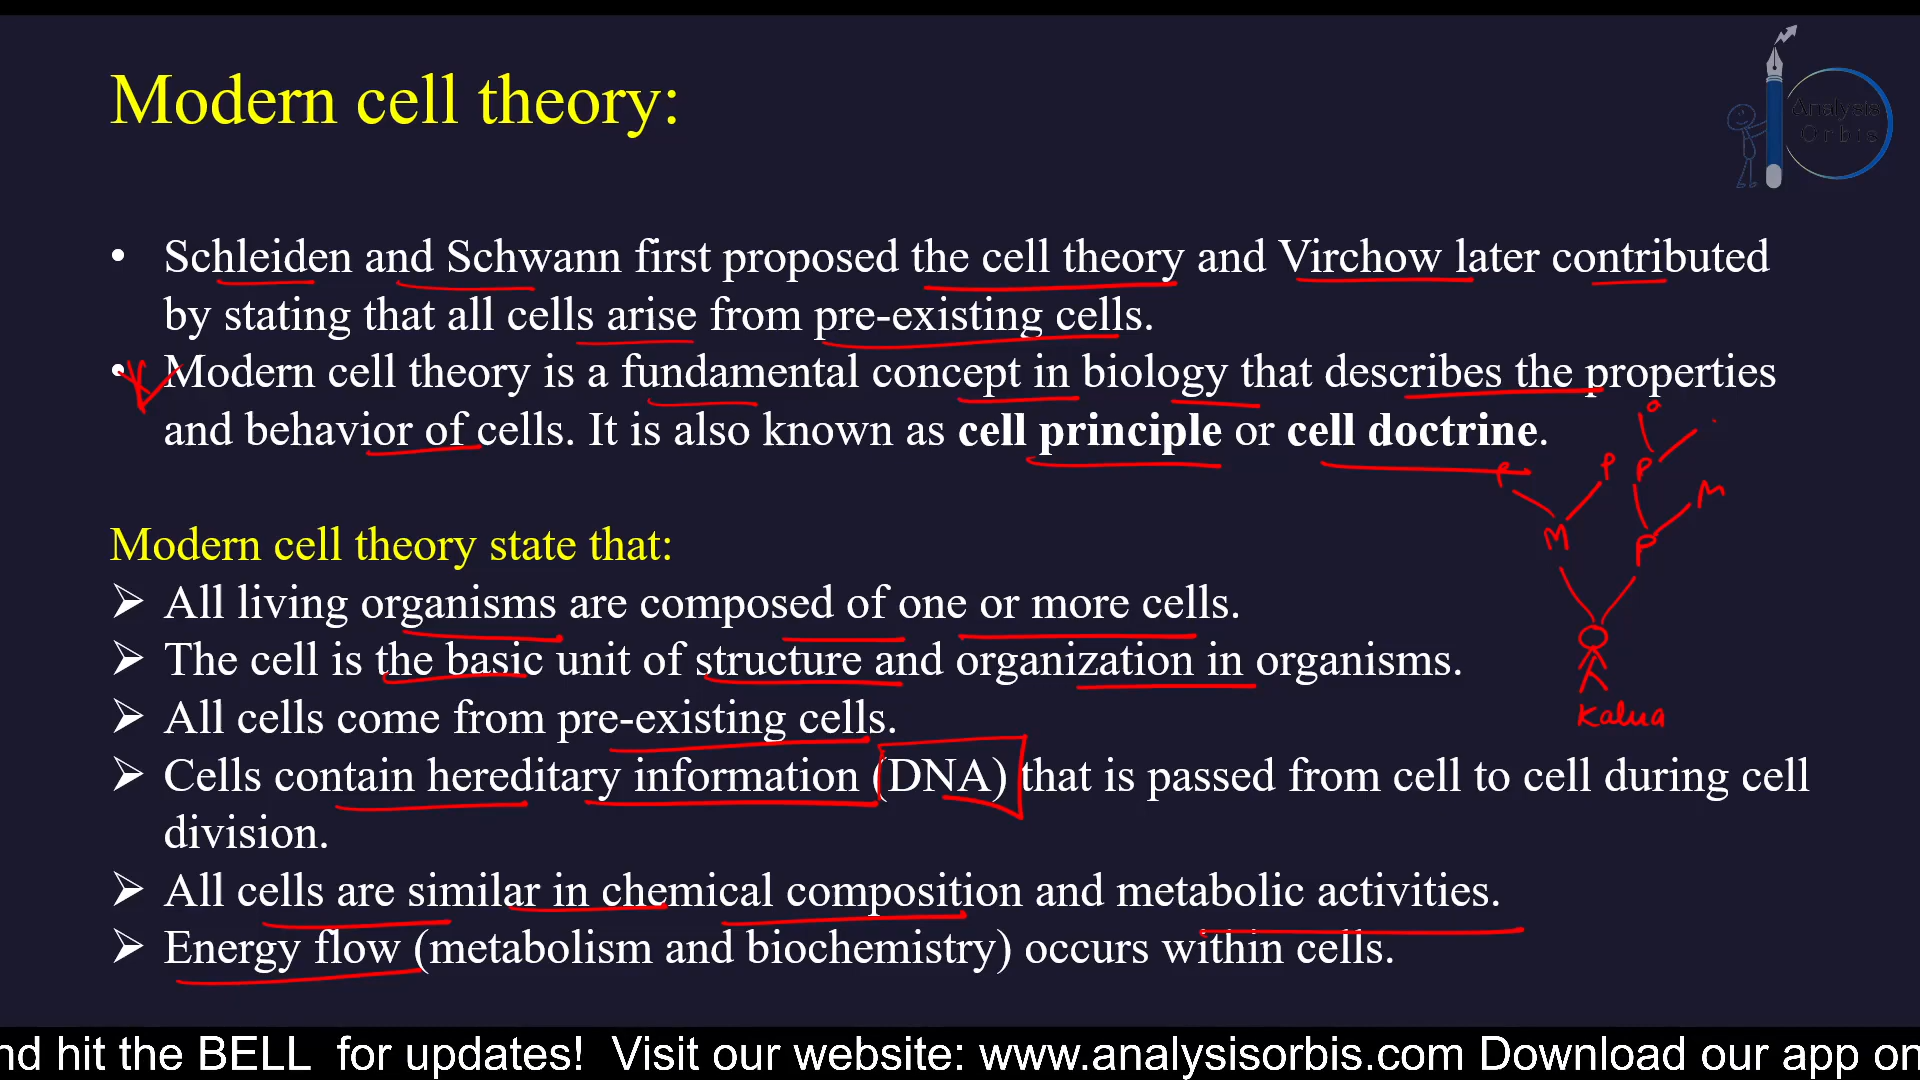 Modern cell theory:
Analysis
Orbis
• Schleiden and Schwann first proposed the cell theory and Virchow later contributed
by stating that all cells arise from pre-existing cells.
• Modern cell theory is a fundamental concept in biology that describes the properties
and behavior of cells. It is also known as cell principle or cell doctrine.
P P P M
M P
Kalua
Modern cell theory state that:
➢ All living organisms are composed of one or more cells.
➢ The cell is the basic unit of structure and organization in organisms.
➢ All cells come from pre-existing cells.
➢ Cells contain hereditary information (DNA) that is passed from cell to cell during cell
division.
➢ All cells are similar in chemical composition and metabolic activities.
➢ Energy flow (metabolism and biochemistry) occurs within cells.
nd hit the BELL for updates! Visit our website: www.analysisorbis.com Download our app on